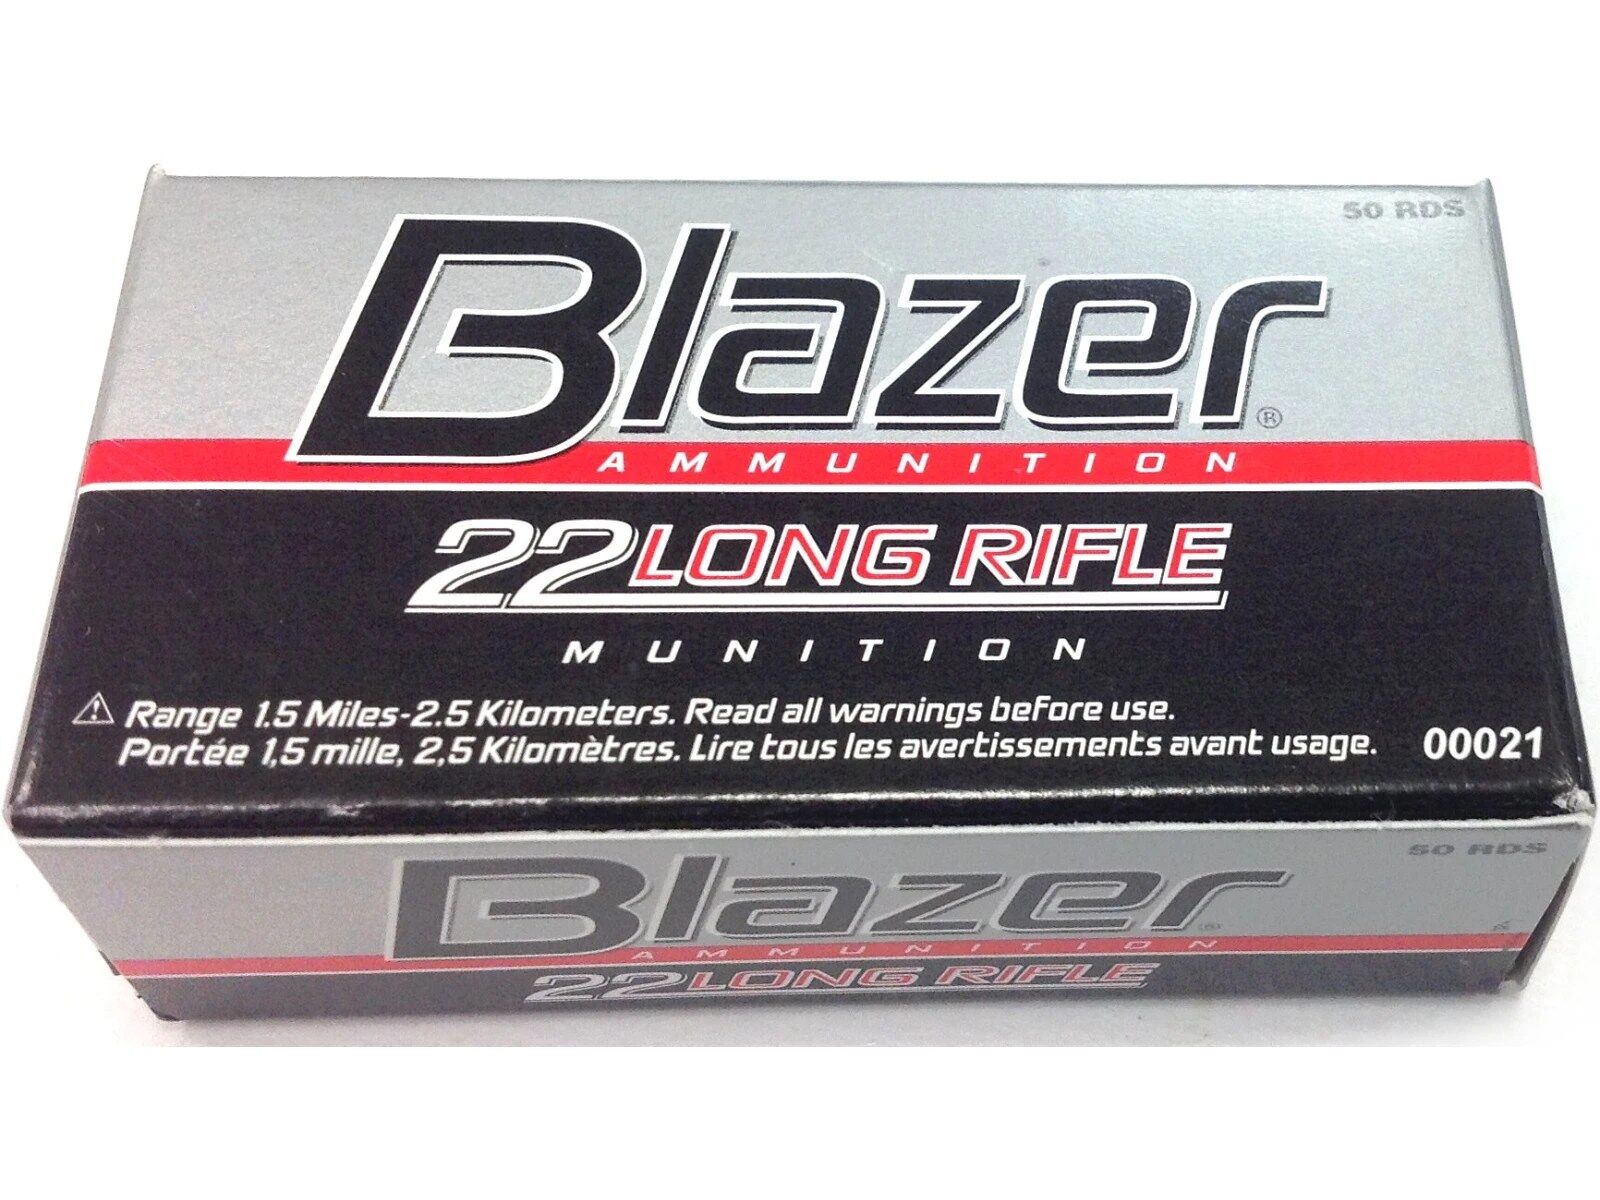 50 RDS
Blazer®
AMMUNITION
22 LONG RIFLE
MUNITION
Range 1.5 Miles-2.5 Kilometers. Read all warnings before use.
Portée 1,5 mille, 2,5 Kilomètres. Lire tous les avertissements avant usage.
00021
50 RDS
Blazer®
AMMUNITION
22 LONG RIFLE